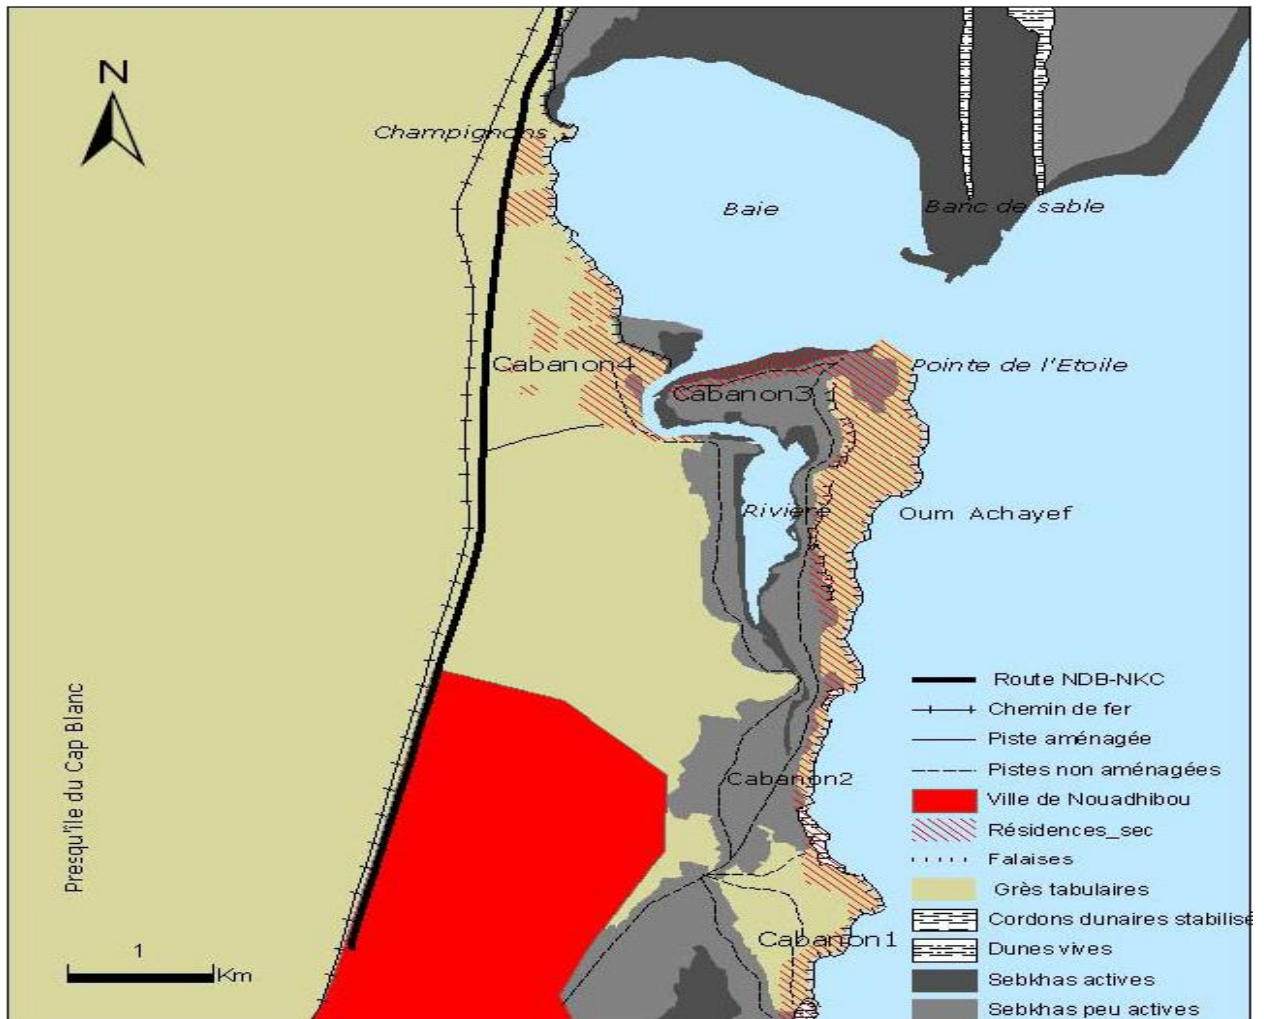 N
Champignons
Baie
Banc de sable
Cabanon4
Pointe de l'Etoile
Cabanon3 1
Rivière
Oum Achayef
Presqu'île du Cap Blanc
Cabanon2
Cabanon1
1
Km
Route NDB-NKC
Chemin de fer
Piste aménagée
Pistes non aménagées
Ville de Nouadhibou
Résidences_sec
Falaises
Grès tabulaires
Cordons dunaires stabilisé
Dunes vives
Sebkhas actives
Sebkhas peu actives